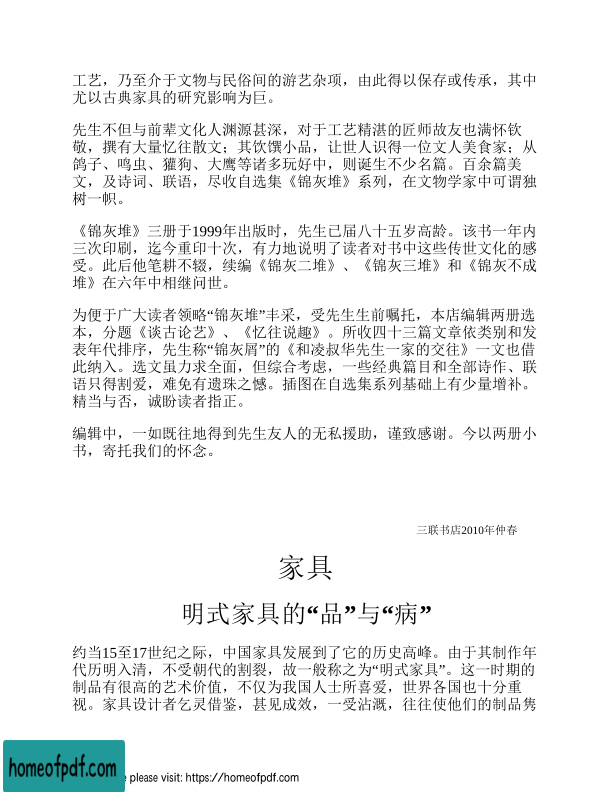 工艺，乃至介于文物与民俗间的游艺杂项，由此得以保存或传承，其中
尤以古典家具的研究影响为巨。
先生不但与前辈文化人渊源甚深，对于工艺精湛的匠师故友也满怀钦
敬，撰有大量忆往散文；其饮馔小品，让世人识得一位文人美食家；从
鸽子、鸣虫、獾狗、大鹰等诸多玩好中，则诞生不少名篇。百余篇美
文，及诗词、联语，尽收自选集《锦灰堆》系列，在文物学家中可谓独
树一帜。
《锦灰堆》三册于1999年出版时，先生已届八十五岁高龄。该书一年内
三次印刷，迄今重印十次，有力地说明了读者对书中这些传世文化的感
受。此后他笔耕不辍，续编《锦灰二堆》、《锦灰三堆》和《锦灰不成
堆》在六年中相继问世。
为便于广大读者领略“锦灰堆”丰采，受先生生前嘱托，本店编辑两册选
本，分题《谈古论艺》、《忆往说趣》。所收四十三篇文章依类别和发
表年代排序，先生称“锦灰屑”的《和凌叔华先生一家的交往》一文也借
此纳入。选文虽力求全面，但综合考虑，一些经典篇目和全部诗作、联
语只得割爱，难免有遗珠之憾。插图在自选集系列基础上有少量增补。
精当与否，诚盼读者指正。
编辑中，一如既往地得到先生友人的无私援助，谨致感谢。今以两册小
书，寄托我们的怀念。
三联书店2010年仲春
家具
明式家具的“品”与“病”
约当15至17世纪之际，中国家具发展到了它的历史高峰。由于其制作年
代历明入清，不受朝代的割裂，故一般称之为“明式家具”。这一时期的
制品有很高的艺术价值，不仅为我国人士所喜爱，世界各国也十分重
视。家具设计者乞灵借鉴，甚见成效，一受沾溉，往往使他们的制品隽
homeofpdf.com
e please visit: https://homeofpdf.com